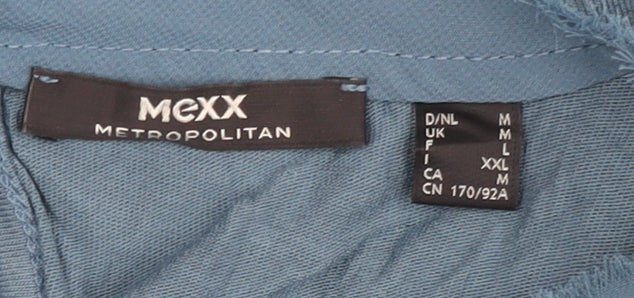 MeXX
METROPOLITAN
D/NL M
UK M
F L
I XXL
CA M
CN 170/92A